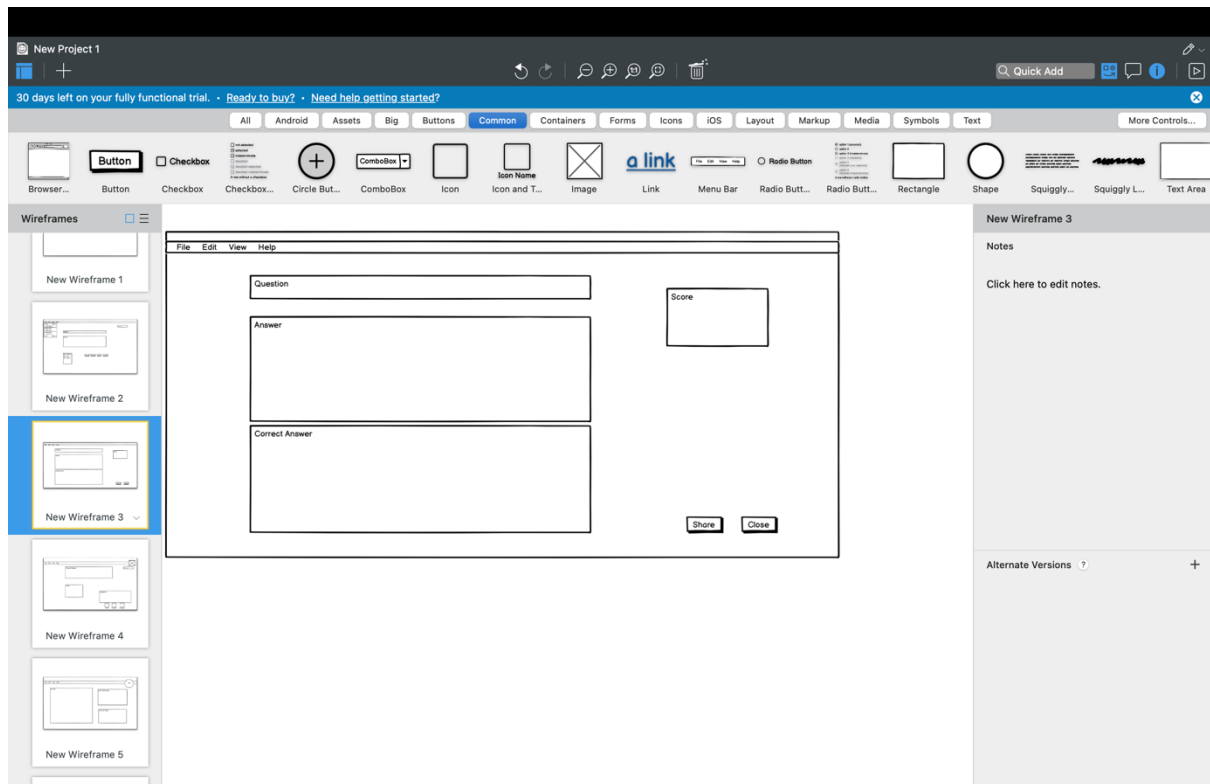 New Project 1
Quick Add
30 days left on your fully functional trial. • Ready to buy? • Need help getting started?
All Android Assets Big Buttons Common Containers Forms Icons iOS Layout Markup Media Symbols Text More Controls...
Button Checkbox ComboBox Icon Name a link File Edit View Help Radio Button
Browser... Button Checkbox Checkbox... Circle But... ComboBox Icon Icon and T... Image Link Menu Bar Radio Butt... Radio Butt... Rectangle Shape Squiggly... Squiggly L... Text Area
Wireframes
New Wireframe 3
File Edit View Help
Notes
New Wireframe 1
Question
Click here to edit notes.
Score
Answer
New Wireframe 2
Correct Answer
New Wireframe 3
Share Close
Alternate Versions ?
New Wireframe 4
New Wireframe 5